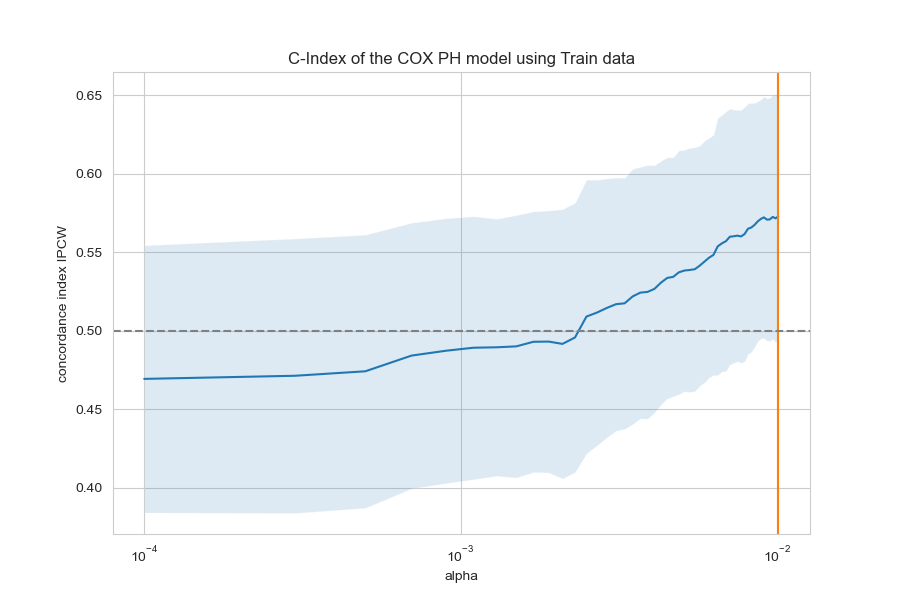 C-Index of the COX PH model using Train data
concordance index IPCW
0.65
0.60
0.55
0.50
0.45
0.40
10⁻⁴ 10⁻³ 10⁻²
alpha